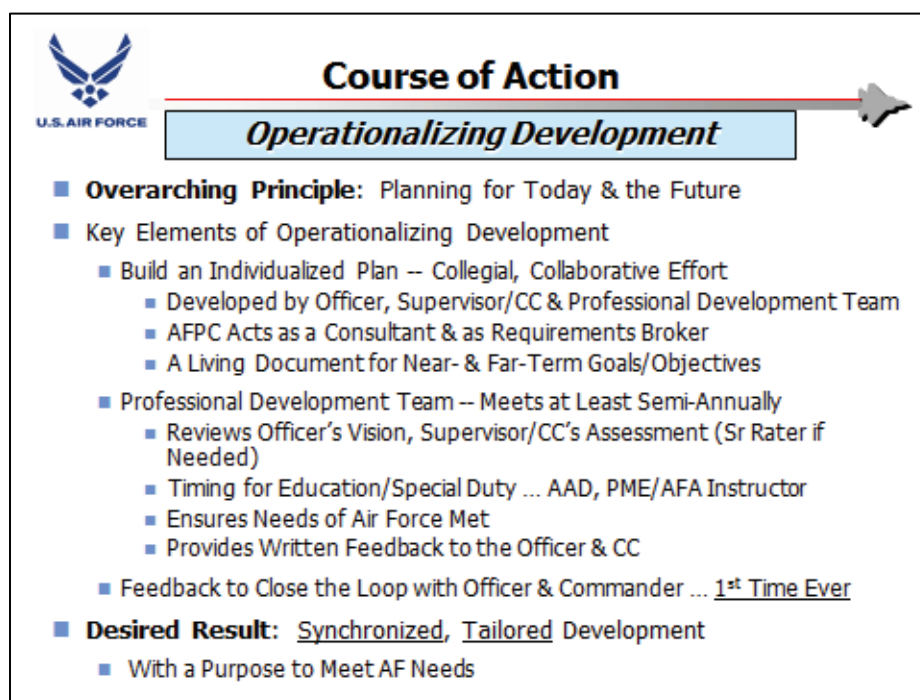 Course of Action
U.S. AIR FORCE
Operationalizing Development
Overarching Principle: Planning for Today & the Future
Key Elements of Operationalizing Development
Build an Individualized Plan -- Collegial, Collaborative Effort
Developed by Officer, Supervisor/CC & Professional Development Team
AFPC Acts as a Consultant & as Requirements Broker
A Living Document for Near- & Far-Term Goals/Objectives
Professional Development Team -- Meets at Least Semi-Annually
Reviews Officer's Vision, Supervisor/CC's Assessment (Sr Rater if
Needed)
Timing for Education/Special Duty ... AAD, PME/AFA Instructor
Ensures Needs of Air Force Met
Provides Written Feedback to the Officer & CC
Feedback to Close the Loop with Officer & Commander ... 1st Time Ever
Desired Result: Synchronized, Tailored Development
With a Purpose to Meet AF Needs